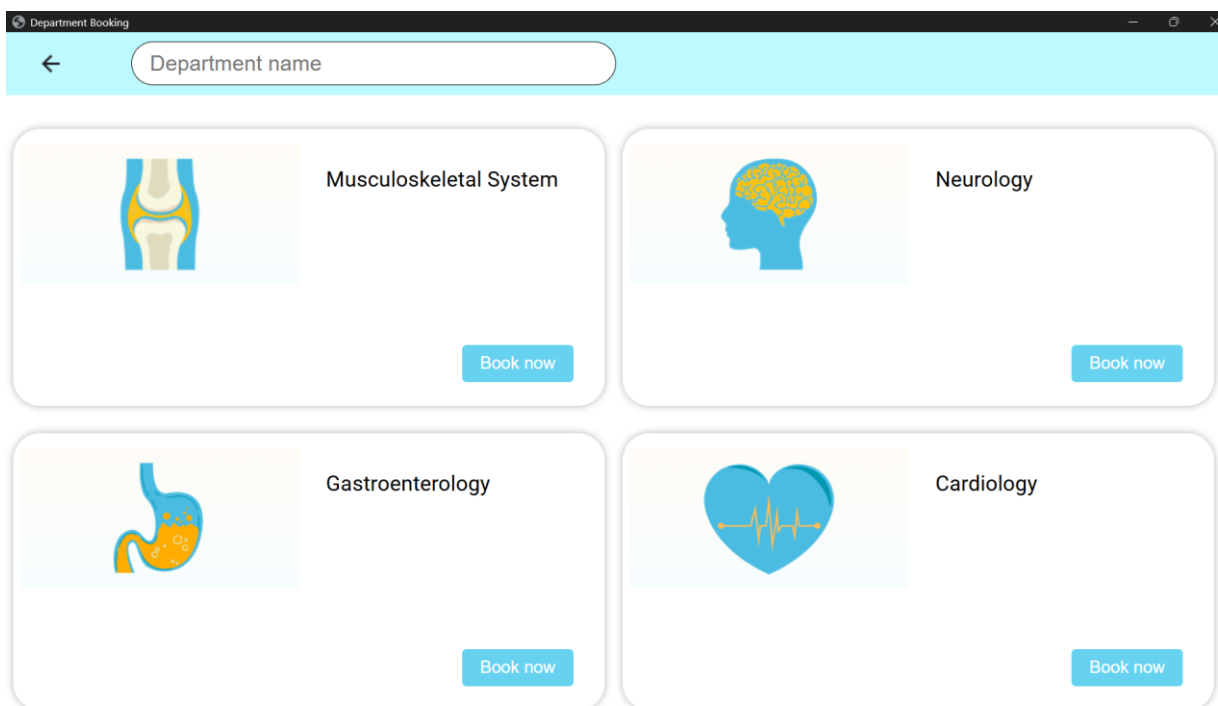 Department Booking
Department name
Musculoskeletal System
Book now
Neurology
Book now
Gastroenterology
Book now
Cardiology
Book now